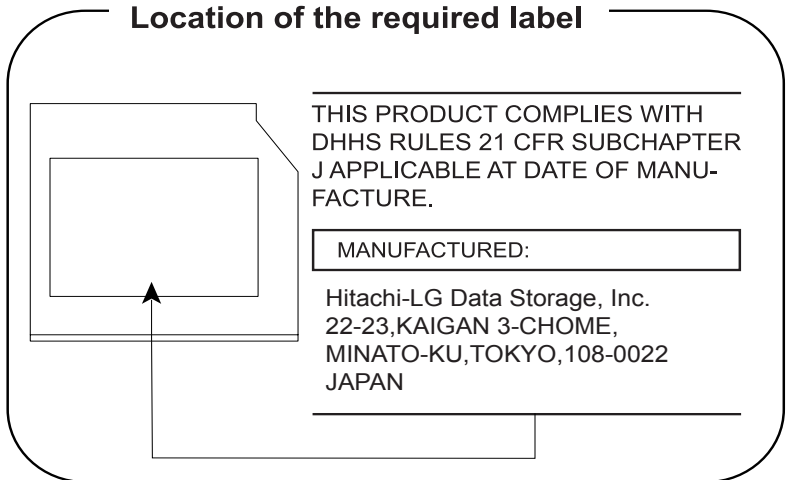 Location of the required label
THIS PRODUCT COMPLIES WITH
DHHS RULES 21 CFR SUBCHAPTER
J APPLICABLE AT DATE OF MANU-
FACTURE.
MANUFACTURED:
Hitachi-LG Data Storage, Inc.
22-23,KAIGAN 3-CHOME,
MINATO-KU,TOKYO,108-0022
JAPAN